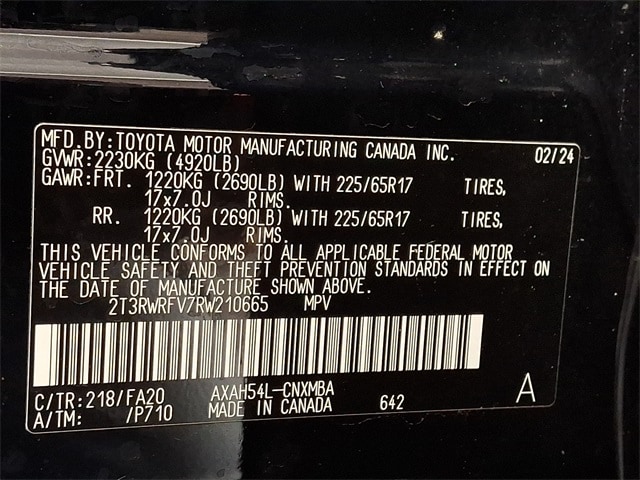 MFD.BY:TOYOTA MOTOR MANUFACTURING CANADA INC. 02/24
GVWR:2230KG (4920LB)
GAWR:FRT. 1220KG (2690LB) WITH 225/65R17 TIRES,
17x7.0J RIMS.
RR. 1220KG (2690LB) WITH 225/65R17 TIRES,
17x7.0J RIMS.
THIS VEHICLE CONFORMS TO ALL APPLICABLE FEDERAL MOTOR
VEHICLE SAFETY AND THEFT PREVENTION STANDARDS IN EFFECT ON
THE DATE OF MANUFACTURE SHOWN ABOVE.
2T3RWRFV7RW210665 MPV
C/TR:218/FA20 AXAH54L-CNXMBA A
A/TM: /P710 MADE IN CANADA 642